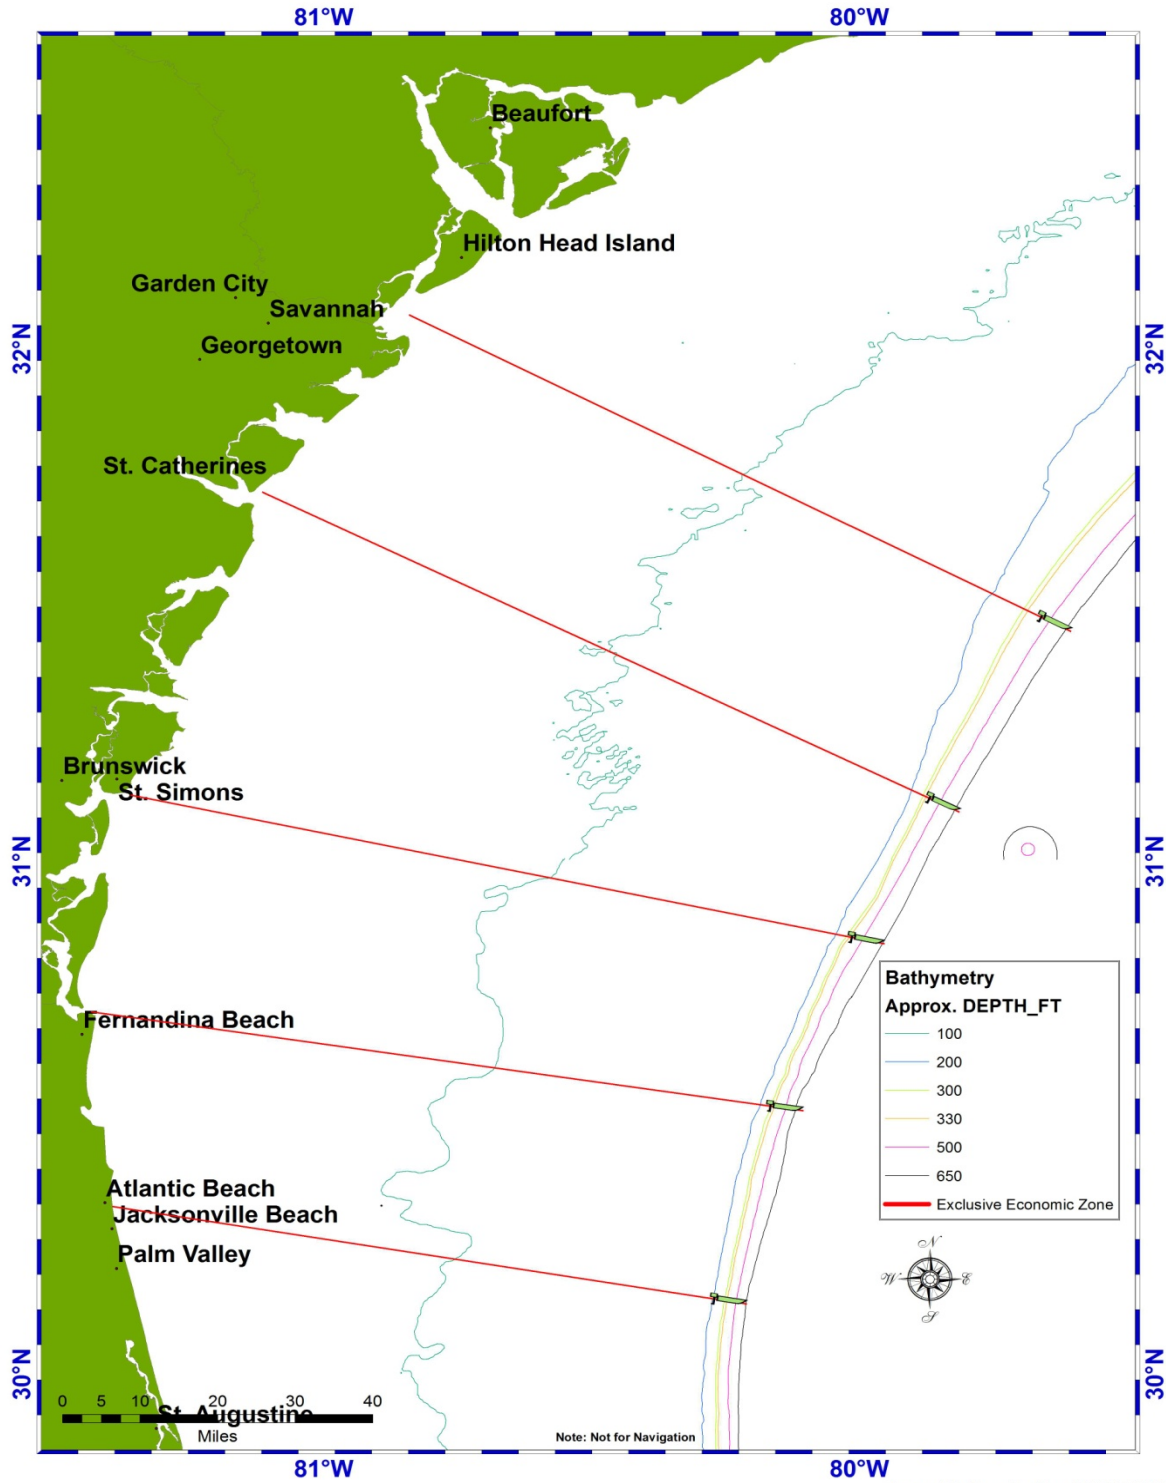 81°W 80°W
Beaufort
Hilton Head Island
Garden City
Savannah
Georgetown
32°N 32°N
St. Catherines
Brunswick
St. Simons
31°N 31°N
Fernandina Beach
Bathymetry
Approx. DEPTH_FT
100
200
300
330
500
650
Exclusive Economic Zone
Atlantic Beach
Jacksonville Beach
Palm Valley
N
W E
S
30°N 30°N
0 5 10 20 30 40
St. Augustine
Miles
Note: Not for Navigation
81°W 80°W